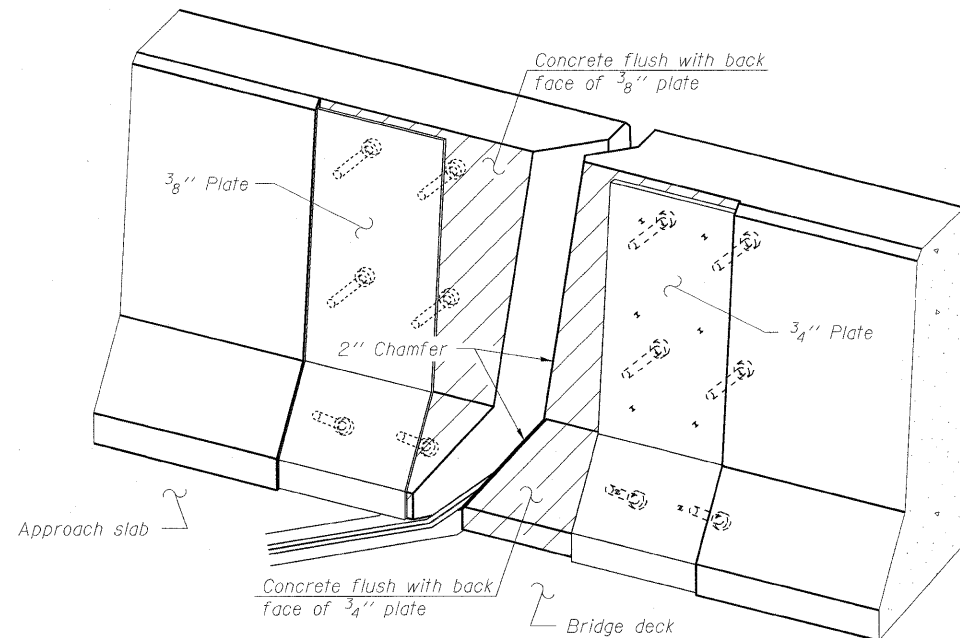 Concrete flush with back
face of 3/8" plate
3/8" Plate
2" Chamfer
3/4" Plate
Approach slab
Concrete flush with back
face of 3/4" plate
Bridge deck